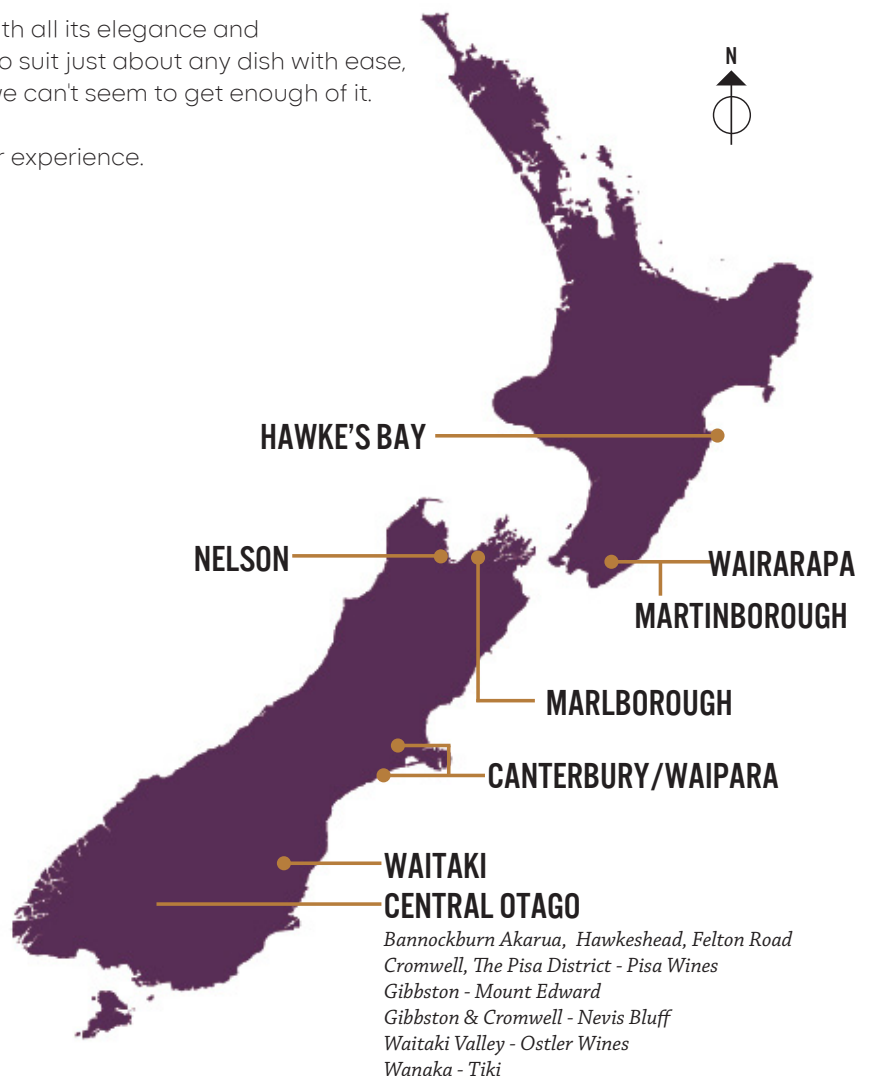 th all its elegance and
o suit just about any dish with ease,
we can't seem to get enough of it.
r experience.
N
HAWKE'S BAY
NELSON
WAIRARAPA
MARTINBOROUGH
MARLBOROUGH
CANTERBURY/WAIPARA
WAITAKI
CENTRAL OTAGO
Bannockburn Akarua, Hawkeshead, Felton Road
Cromwell, The Pisa District - Pisa Wines
Gibbston - Mount Edward
Gibbston & Cromwell - Nevis Bluff
Waitaki Valley - Ostler Wines
Wanaka - Tiki